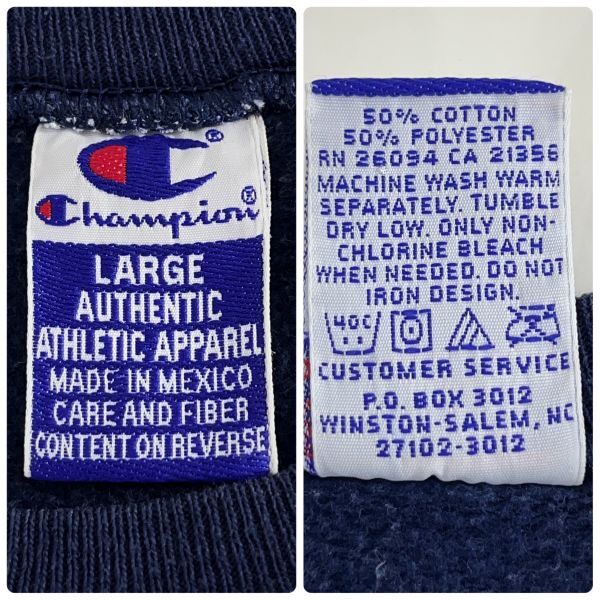 Champion
LARGE
AUTHENTIC
ATHLETIC APPAREL
MADE IN MEXICO
CARE AND FIBER
CONTENT ON REVERSE
50% COTTON
50% POLYESTER
RN 26094 CA 21356
MACHINE WASH WARM
SEPARATELY. TUMBLE
DRY LOW. ONLY NON-
CHLORINE BLEACH
WHEN NEEDED. DO NOT
IRON DESIGN.
40C
CUSTOMER SERVICE
P.O. BOX 3012
WINSTON-SALEM, NC
27102-3012